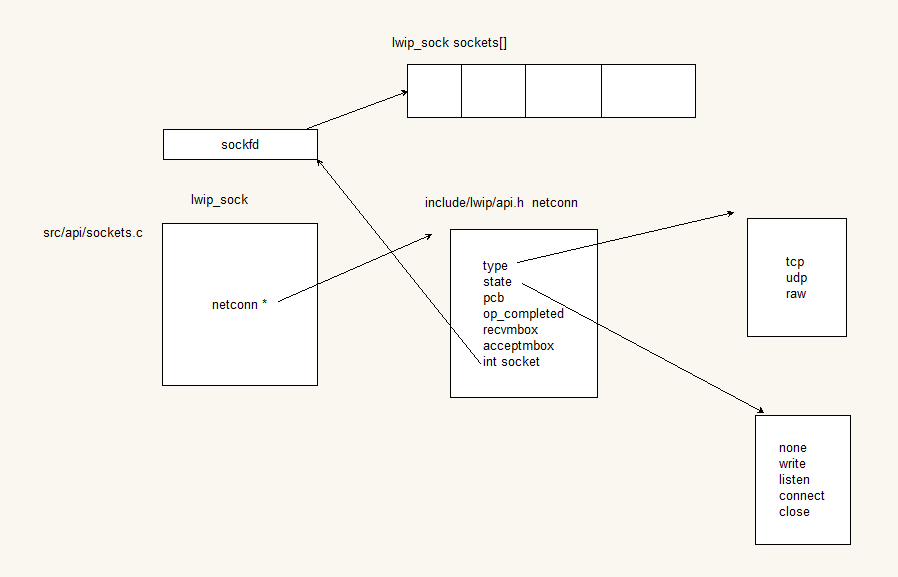 lwip_sock sockets[]
sockfd
lwip_sock
include/lwip/api.h netconn
src/api/sockets.c
netconn *
type
state
pcb
op_completed
recvmbox
acceptmbox
int socket
tcp
udp
raw
none
write
listen
connect
close